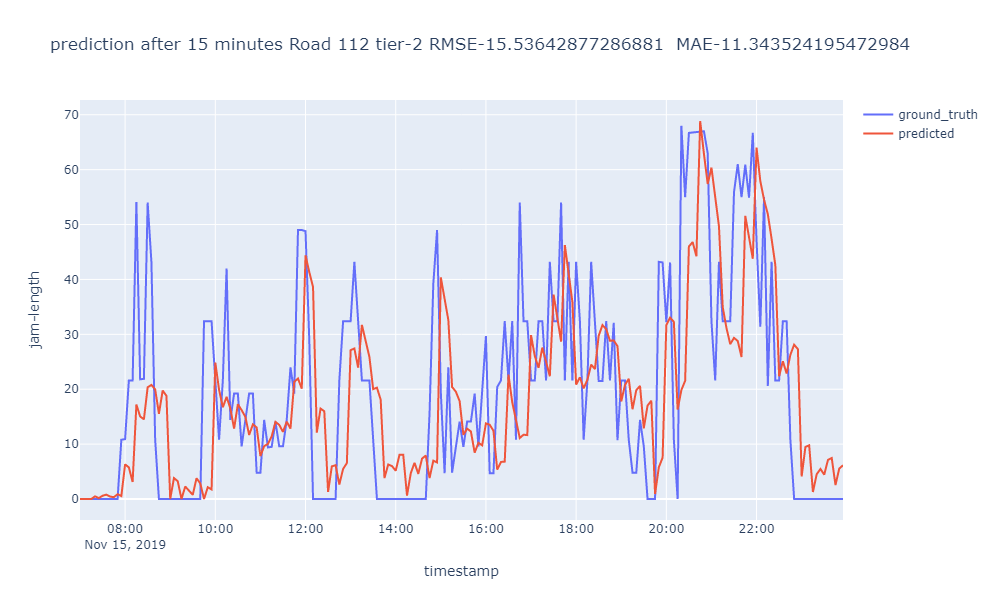 prediction after 15 minutes Road 112 tier-2 RMSE-15.53642877286881  MAE-11.343524195472984
ground_truth
predicted
70
60
50
40
30
20
10
0
jam-length
08:00 10:00 12:00 14:00 16:00 18:00 20:00 22:00
Nov 15, 2019
timestamp